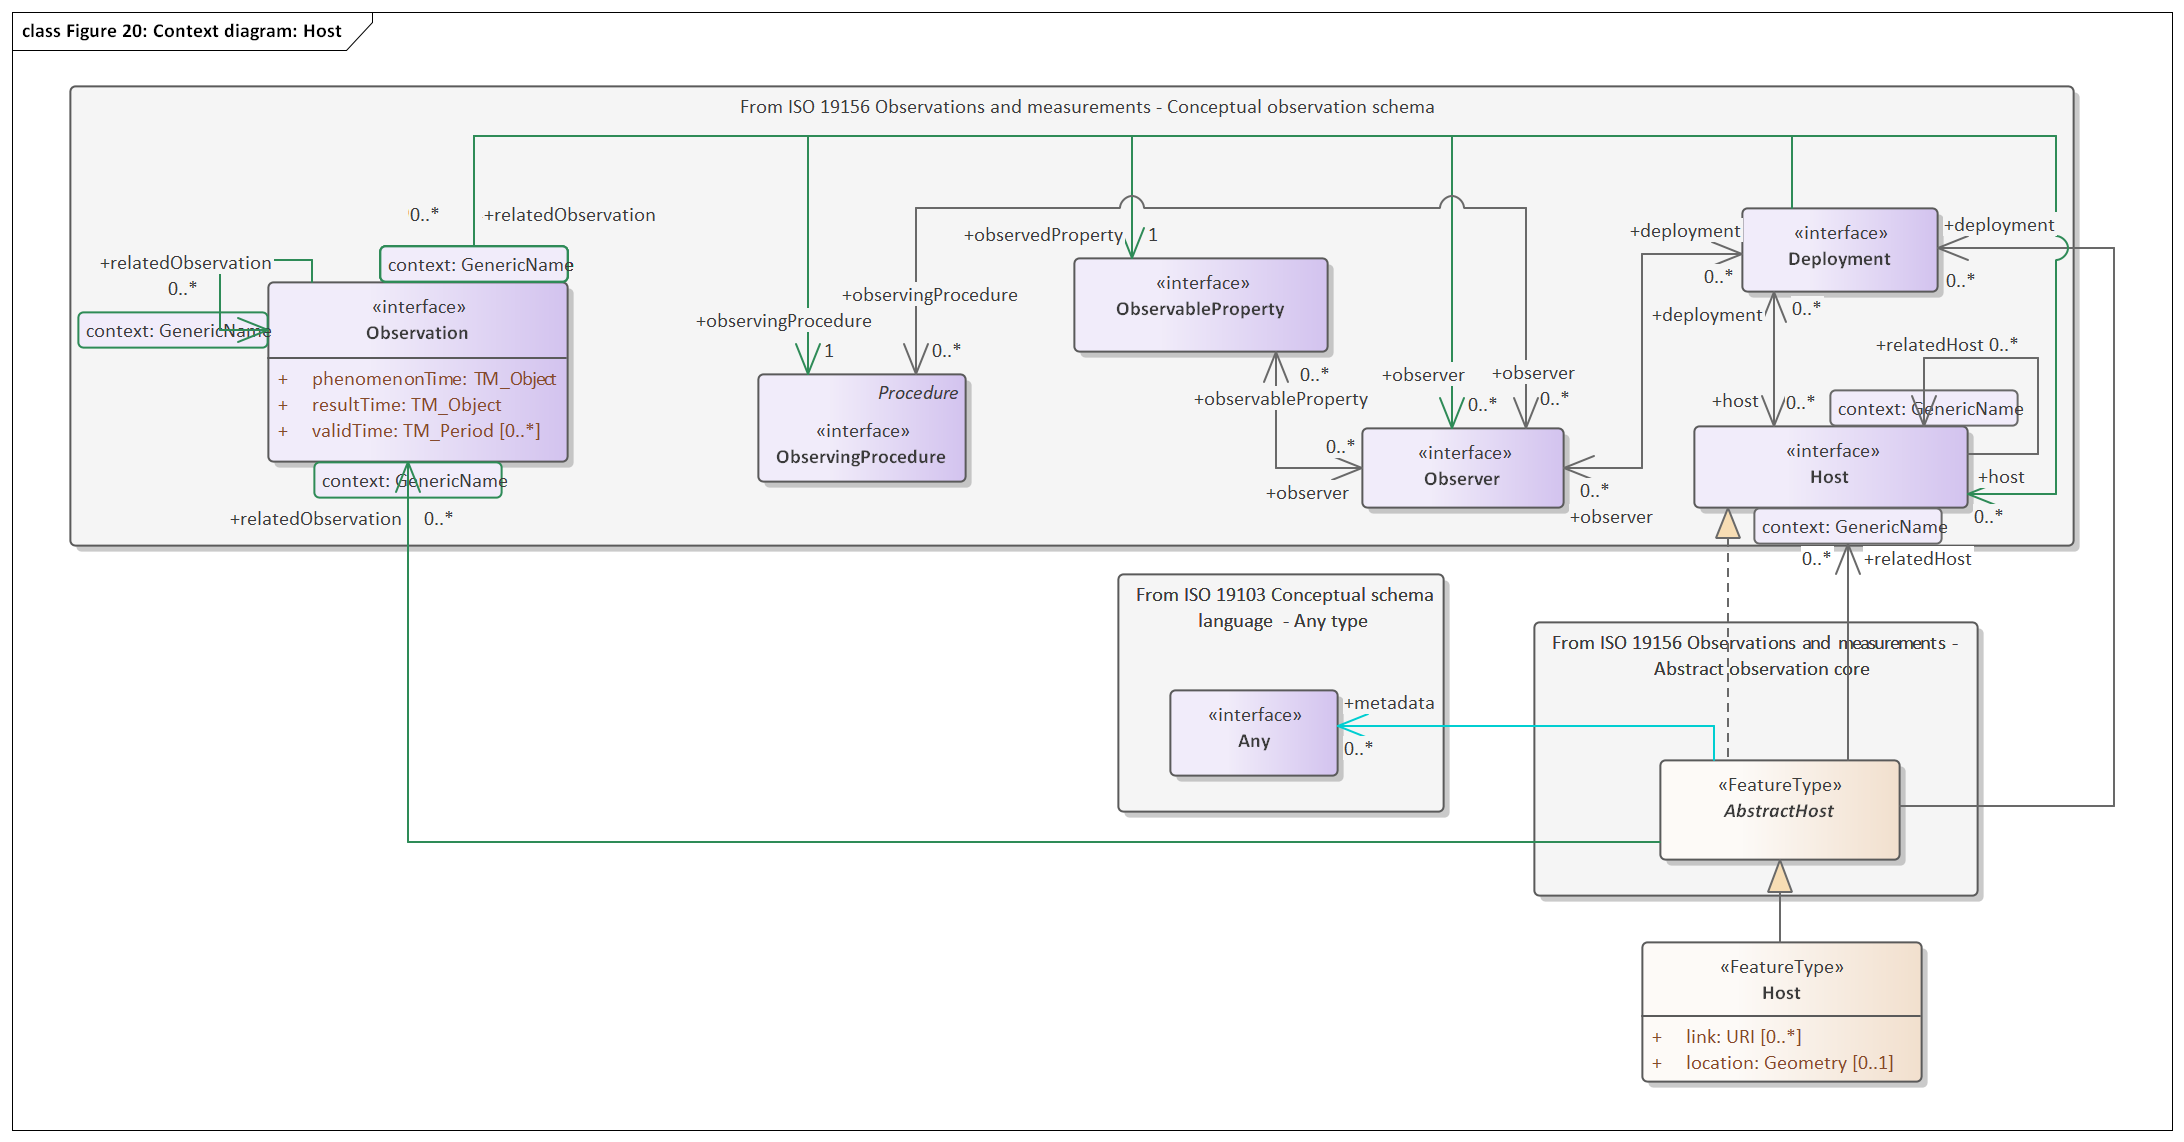 class Figure 20: Context diagram: Host
From ISO 19156 Observations and measurements - Conceptual observation schema
0..*
+relatedObservation
+relatedObservation
0..*
context: GenericName
context: GenericName
«interface»
Observation
+ phenomenonTime: TM_Object
+ resultTime: TM_Object
+ validTime: TM_Period [0..*]
context: GenericName
+relatedObservation
0..*
+observingProcedure
1
+observingProcedure
0..*
Procedure
«interface»
ObservingProcedure
+observedProperty
1
«interface»
ObservableProperty
0..*
+observableProperty
0..*
+observer
+observer
0..*
+observer
0..*
«interface»
Observer
0..*
+observer
+deployment
0..*
«interface»
Deployment
+deployment
0..*
+deployment
0..*
+relatedHost 0..*
+host
0..*
context: GenericName
«interface»
Host
+host
0..*
context: GenericName
0..*
+relatedHost
From ISO 19103 Conceptual schema
language - Any type
«interface»
Any
+metadata
0..*
From ISO 19156 Observations and measurements -
Abstract observation core
«FeatureType»
AbstractHost
«FeatureType»
Host
+ link: URI [0..*]
+ location: Geometry [0..1]